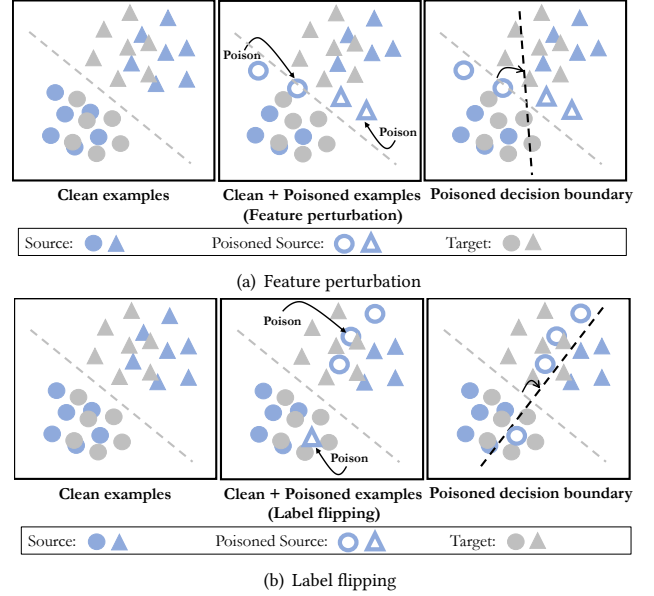 Poison
Poison
Clean examples
Clean + Poisoned examples
(Feature perturbation)
Poisoned decision boundary
Source:
Poisoned Source:
Target:
(a) Feature perturbation
Poison
Poison
Clean examples
Clean + Poisoned examples
(Label flipping)
Poisoned decision boundary
Source:
Poisoned Source:
Target:
(b) Label flipping